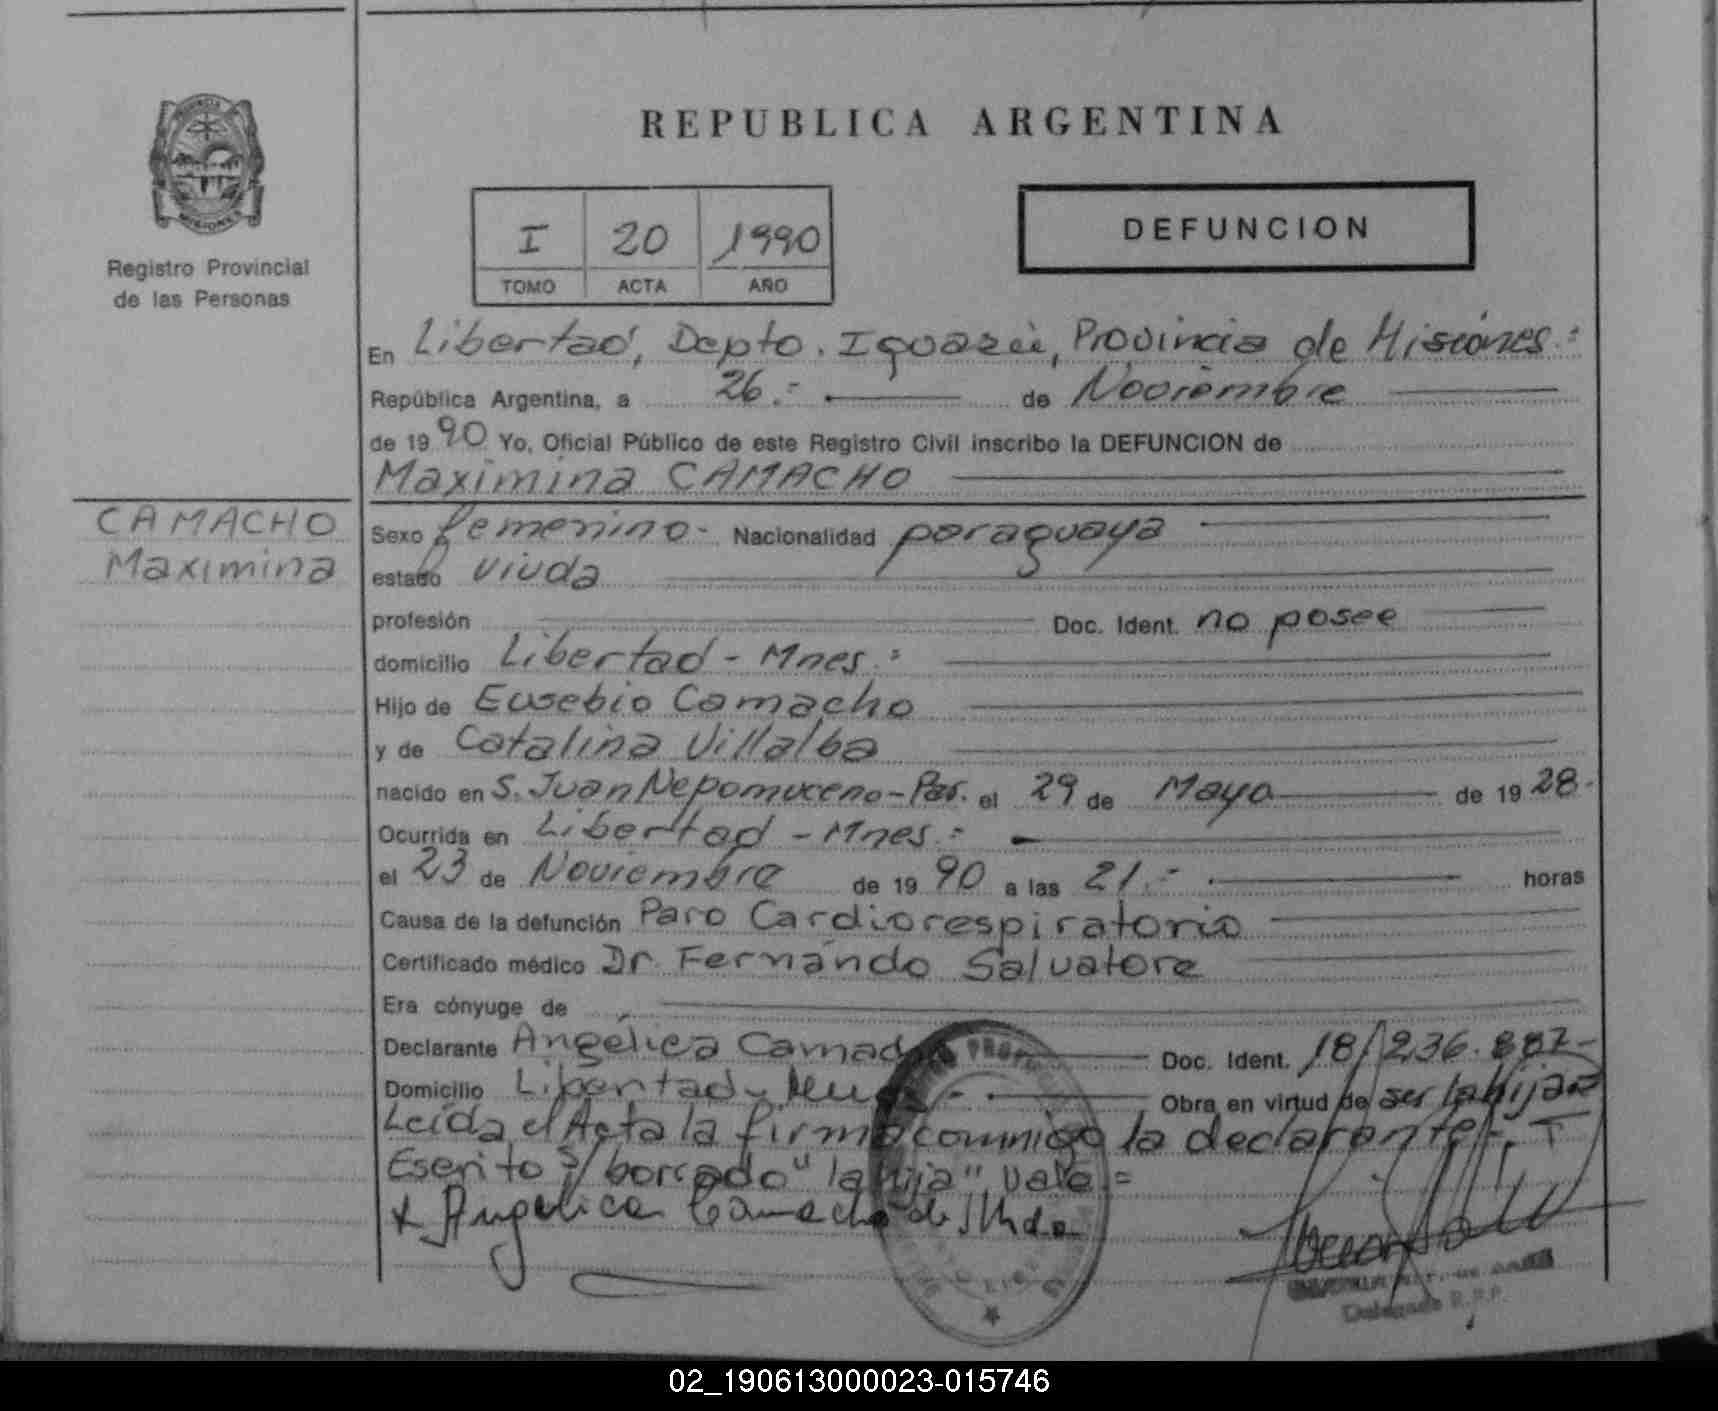 REPUBLICA ARGENTINA
PROVINCIA
MISIONES
Registro Provincial
de las Personas
I 20 1990
TOMO ACTA AÑO
DEFUNCION
En Libertad, Depto. Iguazú, Provincia de Misiones.=
República Argentina, a 26.= de Noviembre
de 1990 Yo, Oficial Público de este Registro Civil inscribo la DEFUNCION de
Maximina CAMACHO
CAMACHO
Maximina
Sexo femenino- Nacionalidad paraguaya
estado viuda
profesión Doc. Ident. no posee
domicilio Libertad - Mnes.=
Hijo de Eusebio Camacho
y de Catalina Villalba
nacido en S. Juan Nepomuceno - Par. el 29 de Mayo de 1928-
Ocurrida en Libertad - Mnes.=
el 23 de Noviembre de 1990 a las 21.= horas
Causa de la defunción Paro Cardiorespiratorio
Certificado médico Dr. Fernando Salvatore
Era cónyuge de
Declarante Angélica Camacho Doc. Ident. 18/236.887-
Domicilio Libertad - Obra en virtud de ser la hija=
Leída el Acta la firma conmigo la declarante.-
Escrito s/ borrado "la hija" vale.=
x Angelica Camacho de
Delegado R.P.P.
02_190613000023-015746